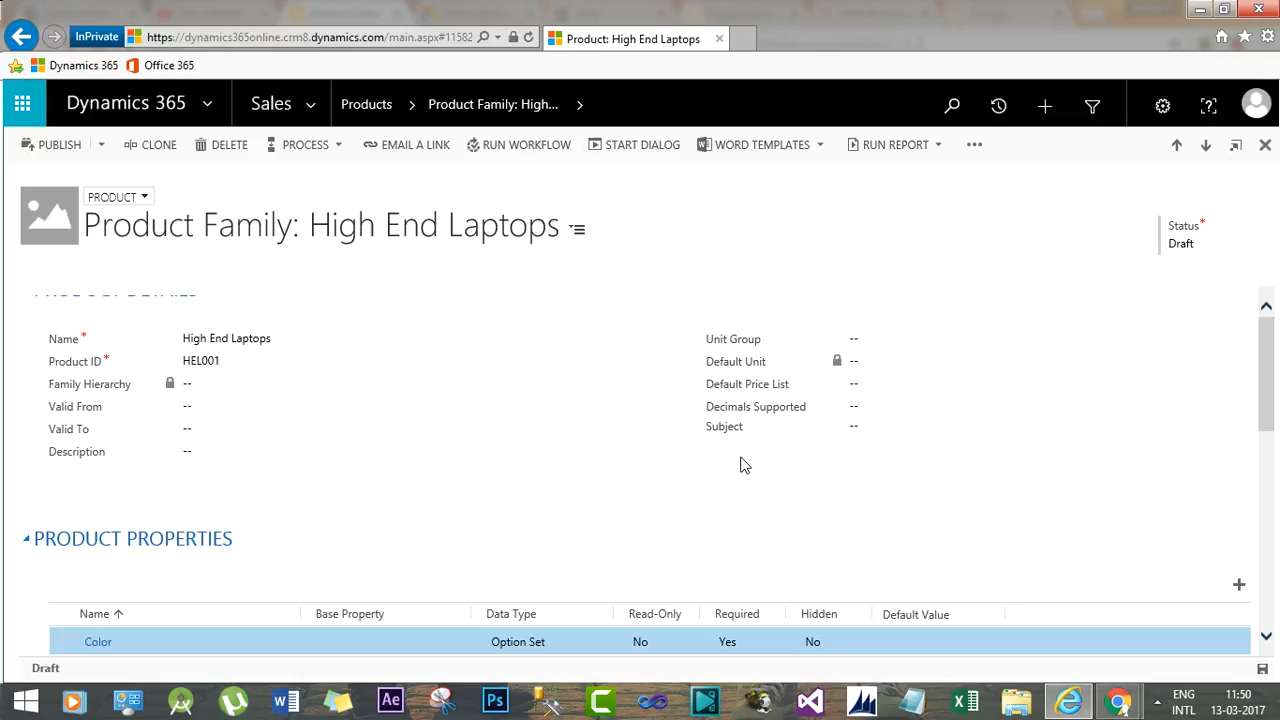 InPrivate https://dynamics365online.crm8.dynamics.com/main.aspx#11582 Product: High End Laptops
Dynamics 365 Office 365
Dynamics 365 Sales Products Product Family: High...
PUBLISH CLONE DELETE PROCESS EMAIL A LINK RUN WORKFLOW START DIALOG WORD TEMPLATES RUN REPORT
PRODUCT
Product Family: High End Laptops
Status*
Draft
Name* High End Laptops Unit Group --
Product ID* HEL001 Default Unit --
Family Hierarchy -- Default Price List --
Valid From -- Decimals Supported --
Valid To -- Subject --
Description --
PRODUCT PROPERTIES
Name Base Property Data Type Read-Only Required Hidden Default Value
Color Option Set No Yes No
Draft
ENG 11:50
INTL 13-03-2017